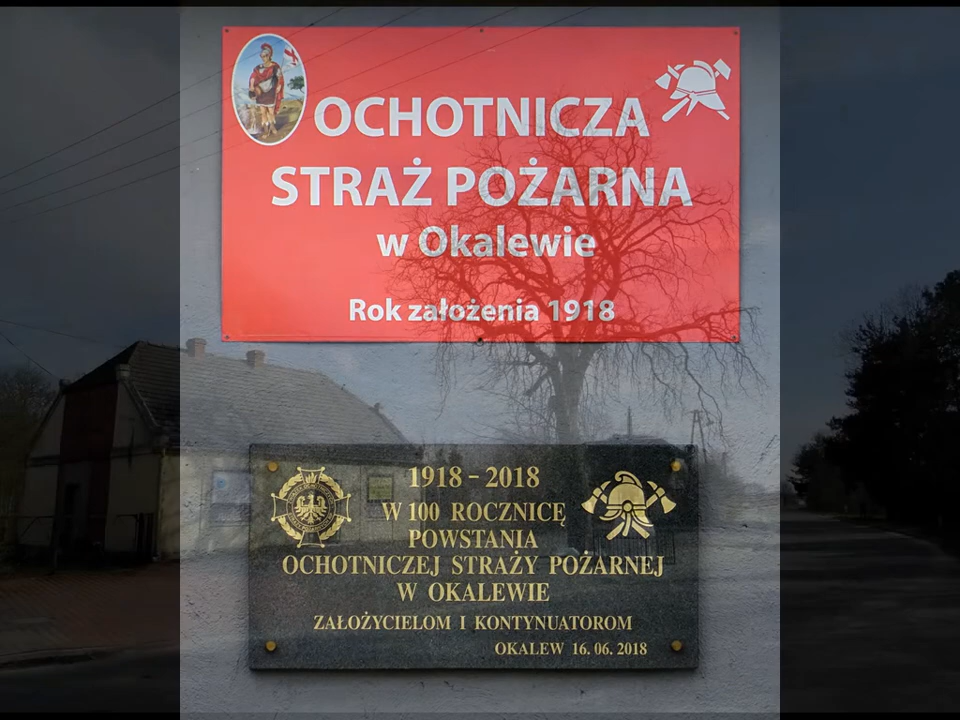 OCHOTNICZA
STRAŻ POŻARNA
w Okalewie
Rok założenia 1918
1918 - 2018
W 100 ROCZNICĘ
POWSTANIA
OCHOTNICZEJ STRAŻY POŻARNEJ
W OKALEWIE
ZAŁOŻYCIELOM I KONTYNUATOROM
OKALEW 16.06.2018